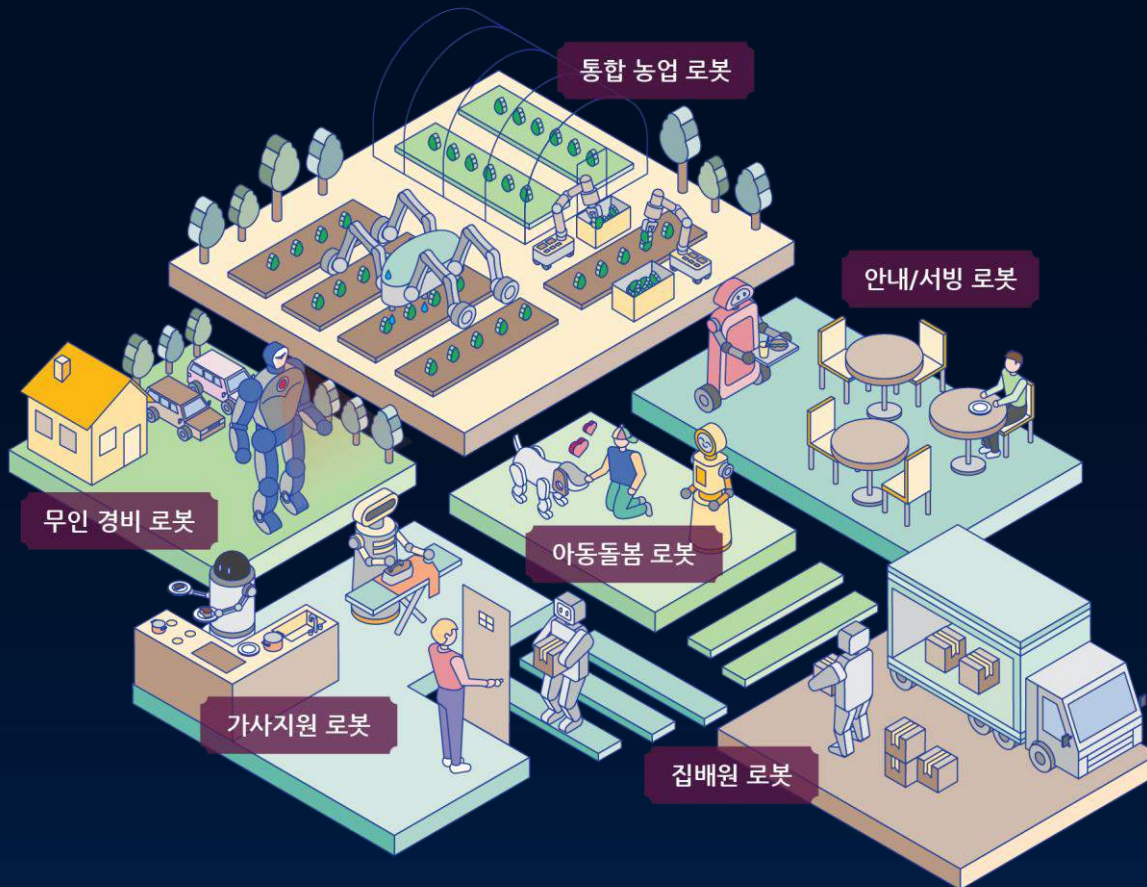 통합 농업 로봇
안내/서빙 로봇
무인 경비 로봇
아동돌봄 로봇
가사지원 로봇
집배원 로봇